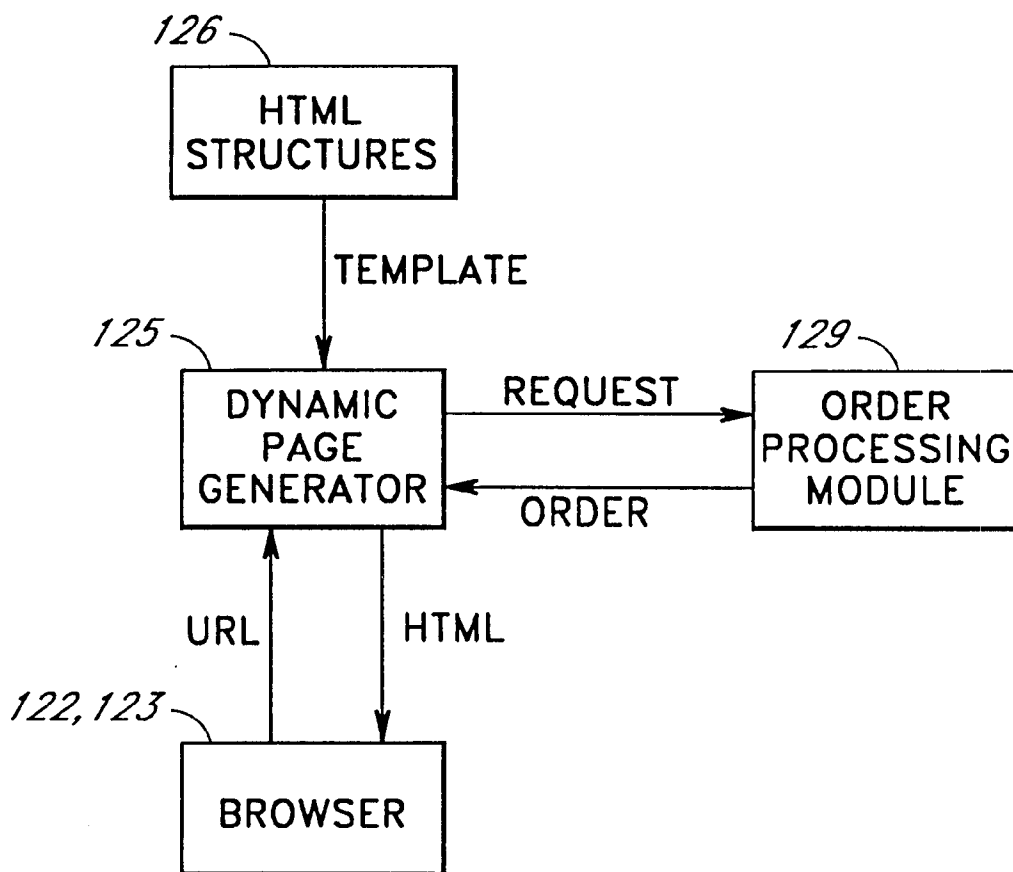 126
HTML
STRUCTURES
TEMPLATE
125
DYNAMIC
PAGE
GENERATOR
REQUEST
ORDER
129
ORDER
PROCESSING
MODULE
URL
HTML
122, 123
BROWSER